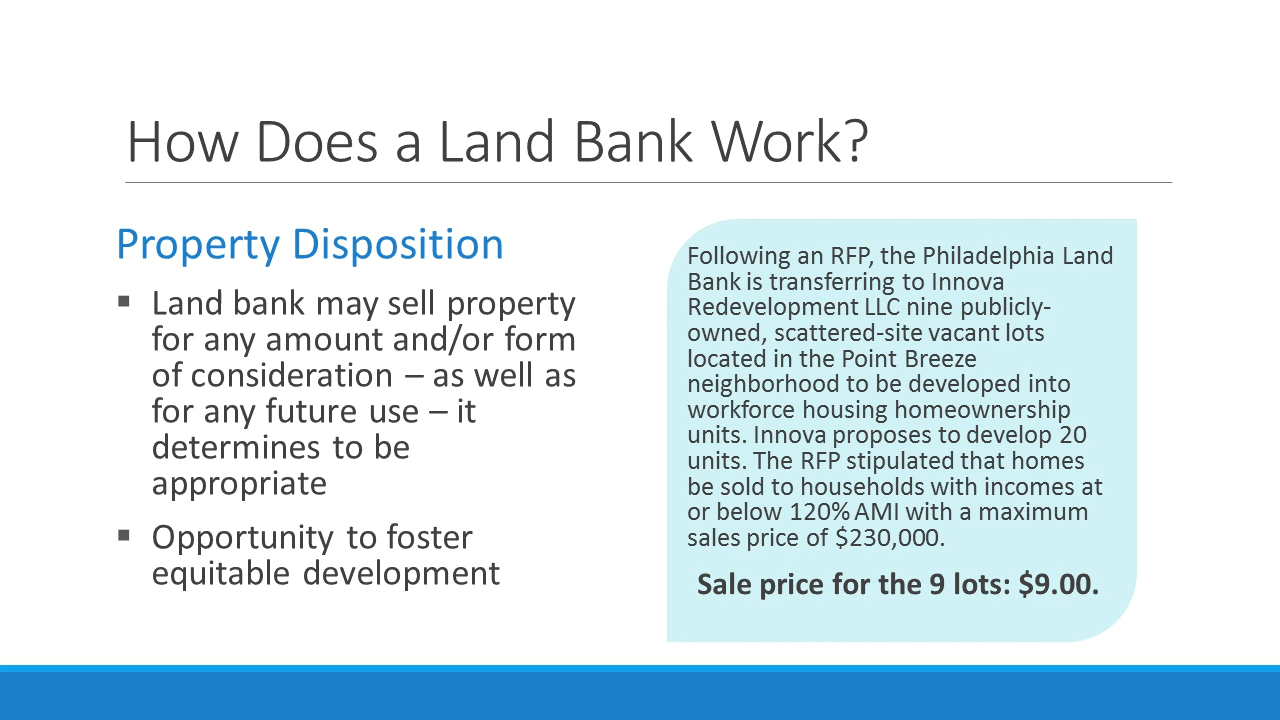 How Does a Land Bank Work?
Property Disposition
▪ Land bank may sell property
for any amount and/or form
of consideration – as well as
for any future use – it
determines to be
appropriate
▪ Opportunity to foster
equitable development
Following an RFP, the Philadelphia Land
Bank is transferring to Innova
Redevelopment LLC nine publicly-
owned, scattered-site vacant lots
located in the Point Breeze
neighborhood to be developed into
workforce housing homeownership
units. Innova proposes to develop 20
units. The RFP stipulated that homes
be sold to households with incomes at
or below 120% AMI with a maximum
sales price of $230,000.
Sale price for the 9 lots: $9.00.